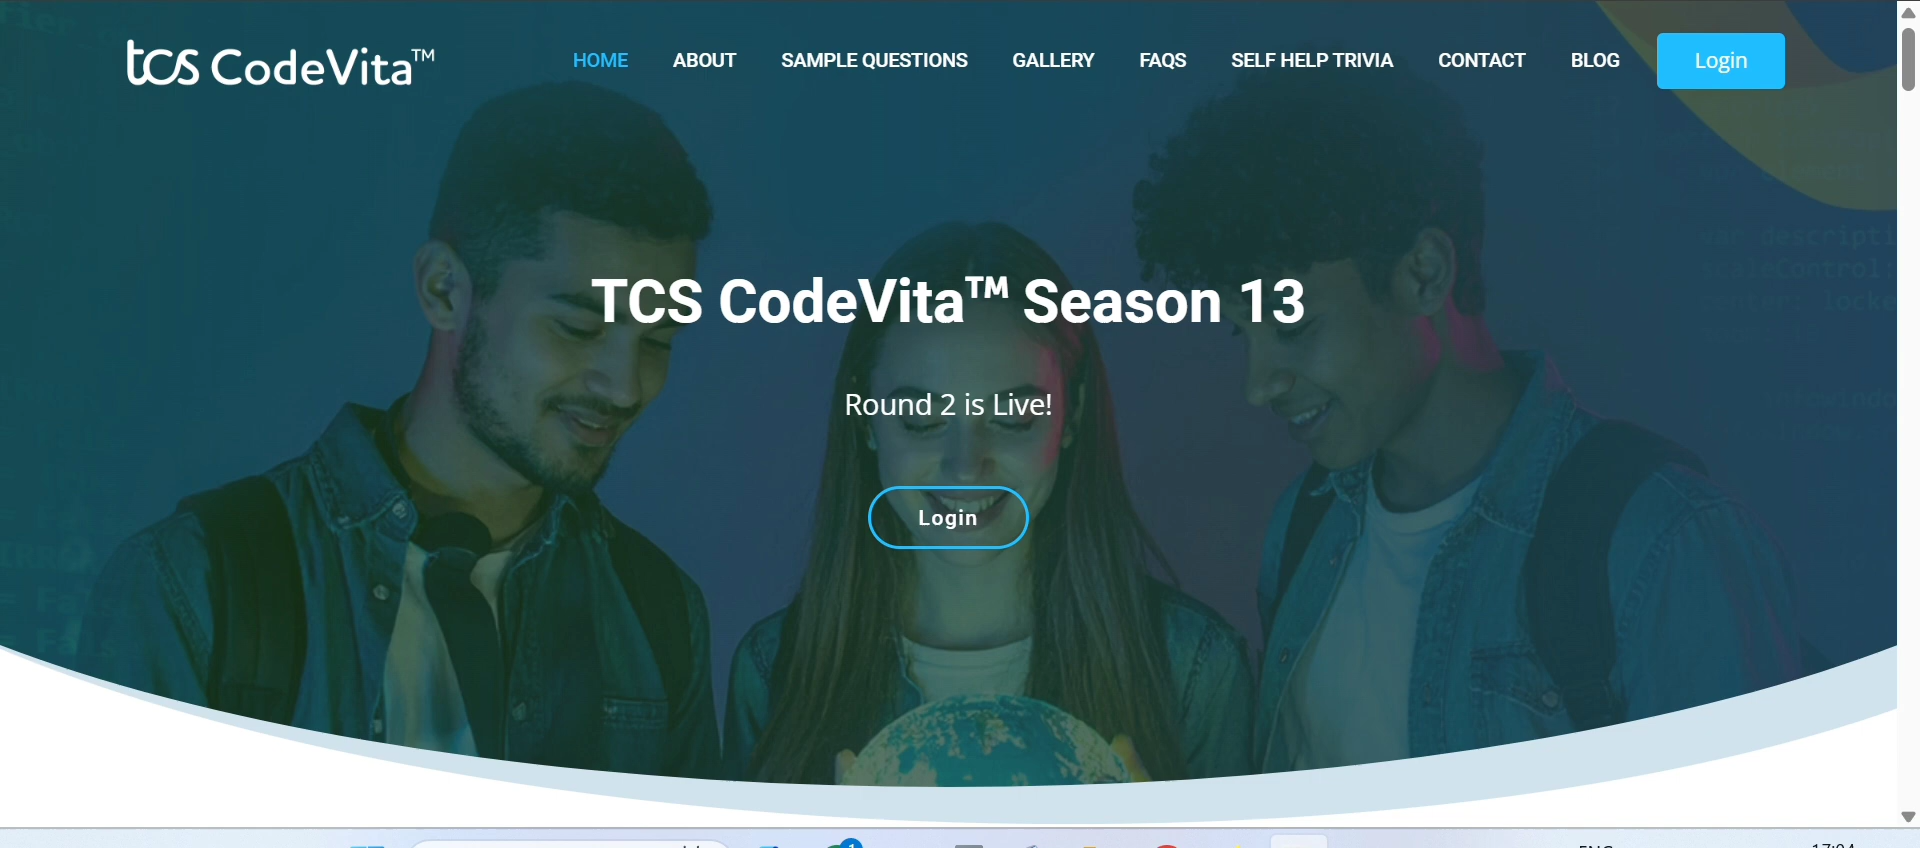 tcs CodeVita™
HOME ABOUT SAMPLE QUESTIONS GALLERY FAQS SELF HELP TRIVIA CONTACT BLOG Login
TCS CodeVita™ Season 13
Round 2 is Live!
Login